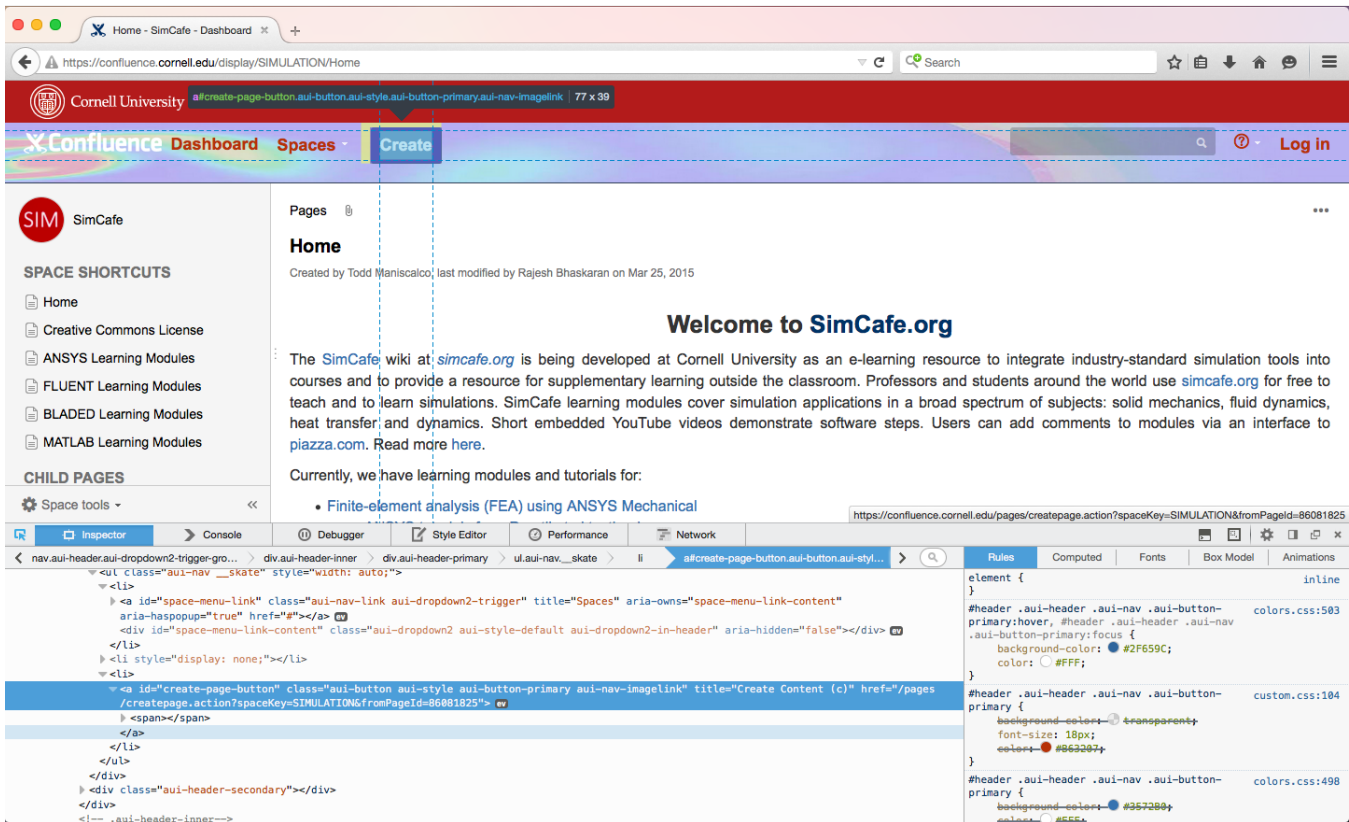 Home - SimCafe - Dashboard × +
https://confluence.cornell.edu/display/SIMULATION/Home
Search
Cornell University
a#create-page-button.aui-button.aui-style.aui-button-primary.aui-nav-imagelink | 77 x 39
Confluence Dashboard Spaces Create Log in
SIM SimCafe
SPACE SHORTCUTS
Home
Creative Commons License
ANSYS Learning Modules
FLUENT Learning Modules
BLADED Learning Modules
MATLAB Learning Modules
CHILD PAGES
Space tools
Pages
Home
Created by Todd Maniscalco, last modified by Rajesh Bhaskaran on Mar 25, 2015
Welcome to SimCafe.org
The SimCafe wiki at simcafe.org is being developed at Cornell University as an e-learning resource to integrate industry-standard simulation tools into
courses and to provide a resource for supplementary learning outside the classroom. Professors and students around the world use simcafe.org for free to
teach and to learn simulations. SimCafe learning modules cover simulation applications in a broad spectrum of subjects: solid mechanics, fluid dynamics,
heat transfer and dynamics. Short embedded YouTube videos demonstrate software steps. Users can add comments to modules via an interface to
piazza.com. Read more here.
Currently, we have learning modules and tutorials for:
• Finite-element analysis (FEA) using ANSYS Mechanical
https://confluence.cornell.edu/pages/createpage.action?spaceKey=SIMULATION&fromPageId=86081825
Inspector Console Debugger Style Editor Performance Network
nav.aui-header.aui-dropdown2-trigger-gro... div.aui-header-inner div.aui-header-primary ul.aui-nav.__skate li a#create-page-button.aui-button.aui-styl...
<ul class="aui-nav __skate" style="width: auto;">
<li>
<a id="space-menu-link" class="aui-nav-link aui-dropdown2-trigger" title="Spaces" aria-owns="space-menu-link-content"
aria-haspopup="true" href="#"></a> ev
<div id="space-menu-link-content" class="aui-dropdown2 aui-style-default aui-dropdown2-in-header" aria-hidden="false"></div> ev
</li>
<li style="display: none;"></li>
<li>
<a id="create-page-button" class="aui-button aui-style aui-button-primary aui-nav-imagelink" title="Create Content (c)" href="/pages
/createpage.action?spaceKey=SIMULATION&fromPageId=86081825"> ev
<span></span>
</a>
</li>
</ul>
</div>
<div class="aui-header-secondary"></div>
</div>
<!-- .aui-header-inner-->
Rules Computed Fonts Box Model Animations
element { inline
}
#header .aui-header .aui-nav .aui-button- colors.css:503
primary:hover, #header .aui-header .aui-nav
.aui-button-primary:focus {
background-color: #2F659C;
color: #FFF;
}
#header .aui-header .aui-nav .aui-button- custom.css:104
primary {
background-color: transparent;
font-size: 18px;
color: #B63207;
}
#header .aui-header .aui-nav .aui-button- colors.css:498
primary {
background-color: #3572B0;
color: #FFF;